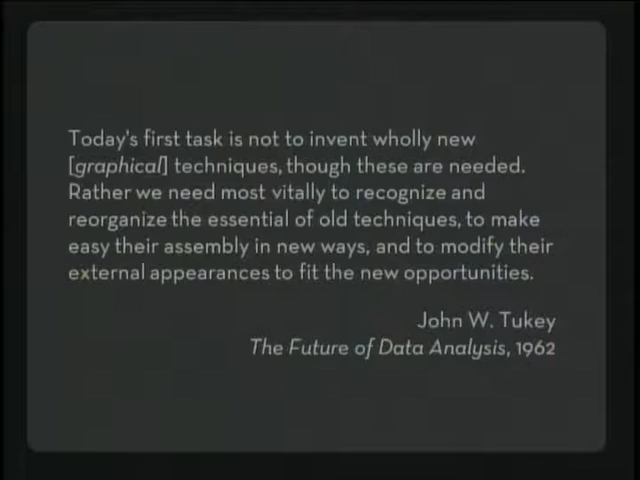 Today's first task is not to invent wholly new
[graphical] techniques, though these are needed.
Rather we need most vitally to recognize and
reorganize the essential of old techniques, to make
easy their assembly in new ways, and to modify their
external appearances to fit the new opportunities.
John W. Tukey
The Future of Data Analysis, 1962